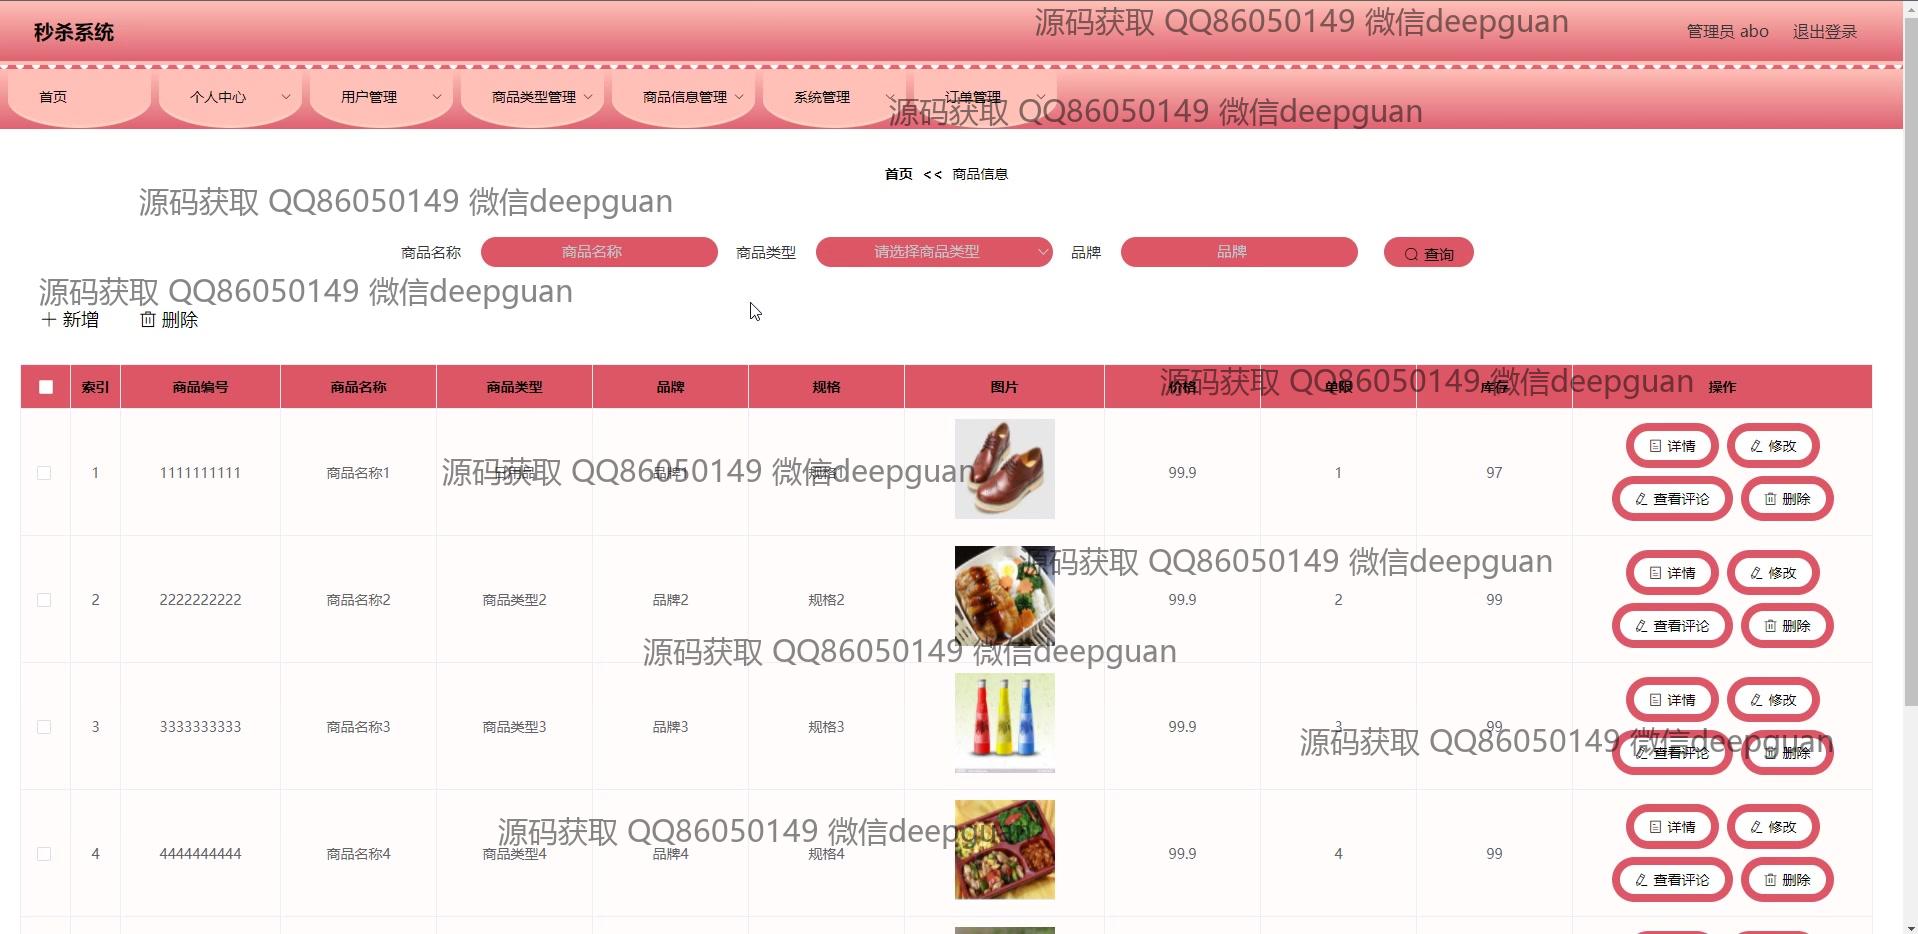 秒杀系统
源码获取 QQ86050149 微信deepguan
管理员 abo 退出登录
首页 个人中心 用户管理 商品类型管理 商品信息管理 系统管理 订单管理
源码获取 QQ86050149 微信deepguan
首页 << 商品信息
源码获取 QQ86050149 微信deepguan
商品名称 商品名称 商品类型 请选择商品类型 品牌 品牌 查询
源码获取 QQ86050149 微信deepguan
新增 删除
索引 商品编号 商品名称 商品类型 品牌 规格 图片 价格 单限 库存 操作
源码获取 QQ86050149 微信deepguan
详情 修改
1 1111111111 商品名称1 日用品 品牌1 规格1 99.9 1 97
源码获取 QQ86050149 微信deepguan
查看评论 删除
源码获取 QQ86050149 微信deepguan
详情 修改
2 2222222222 商品名称2 商品类型2 品牌2 规格2 99.9 2 99
查看评论 删除
源码获取 QQ86050149 微信deepguan
详情 修改
3 3333333333 商品名称3 商品类型3 品牌3 规格3 99.9 3 99
源码获取 QQ86050149 微信deepguan
查看评论 删除
详情 修改
源码获取 QQ86050149 微信deepguan
4 4444444444 商品名称4 商品类型4 品牌4 规格4 99.9 4 99
查看评论 删除